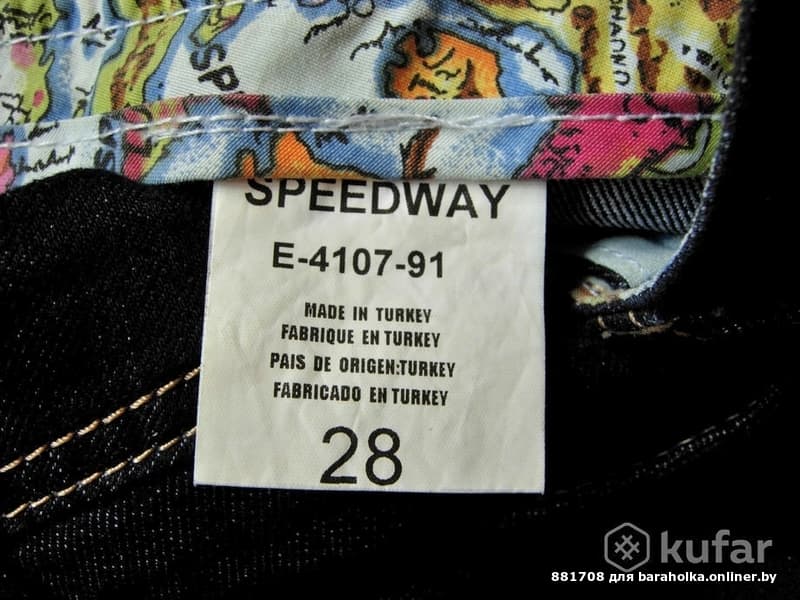 SPEEDWAY
E-4107-91
MADE IN TURKEY
FABRIQUE EN TURKEY
PAIS DE ORIGEN:TURKEY
FABRICADO EN TURKEY
28
kufar
881708 для baraholka.onliner.by